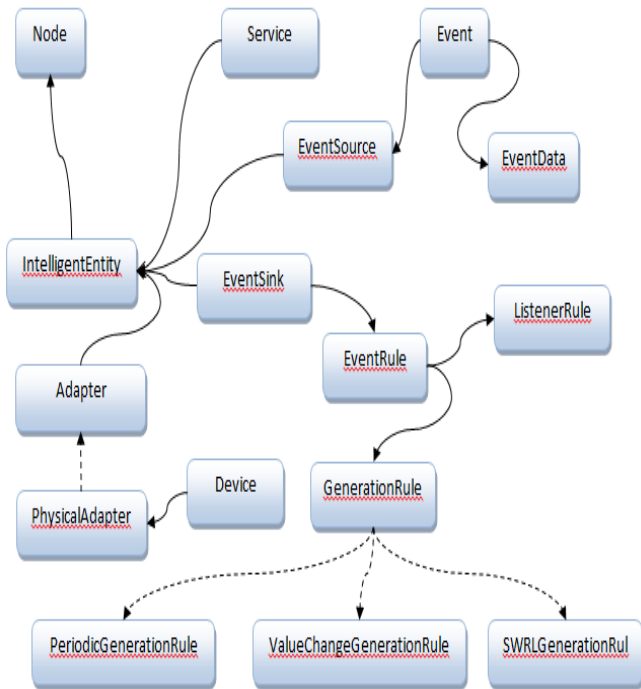 Node
Service
Event
EventSource
EventData
IntelligentEntity
EventSink
ListenerRule
EventRule
Adapter
Device
GenerationRule
PhysicalAdapter
PeriodicGenerationRule
ValueChangeGenerationRule
SWRLGenerationRul